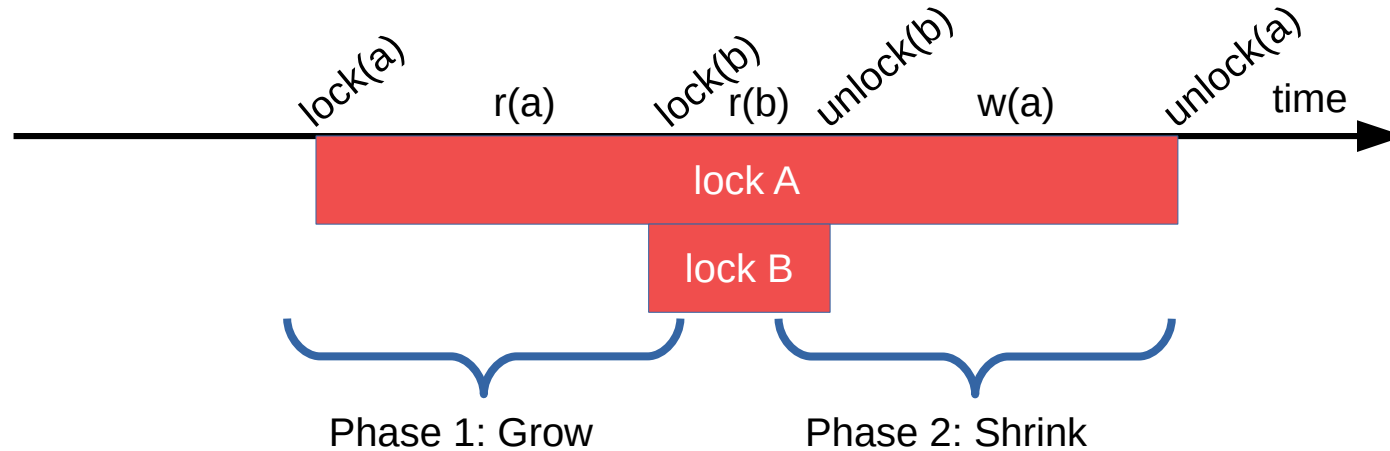 lock(a)
r(a)
lock(b)
r(b)
unlock(b)
w(a)
unlock(a)
time
lock A
lock B
Phase 1: Grow
Phase 2: Shrink